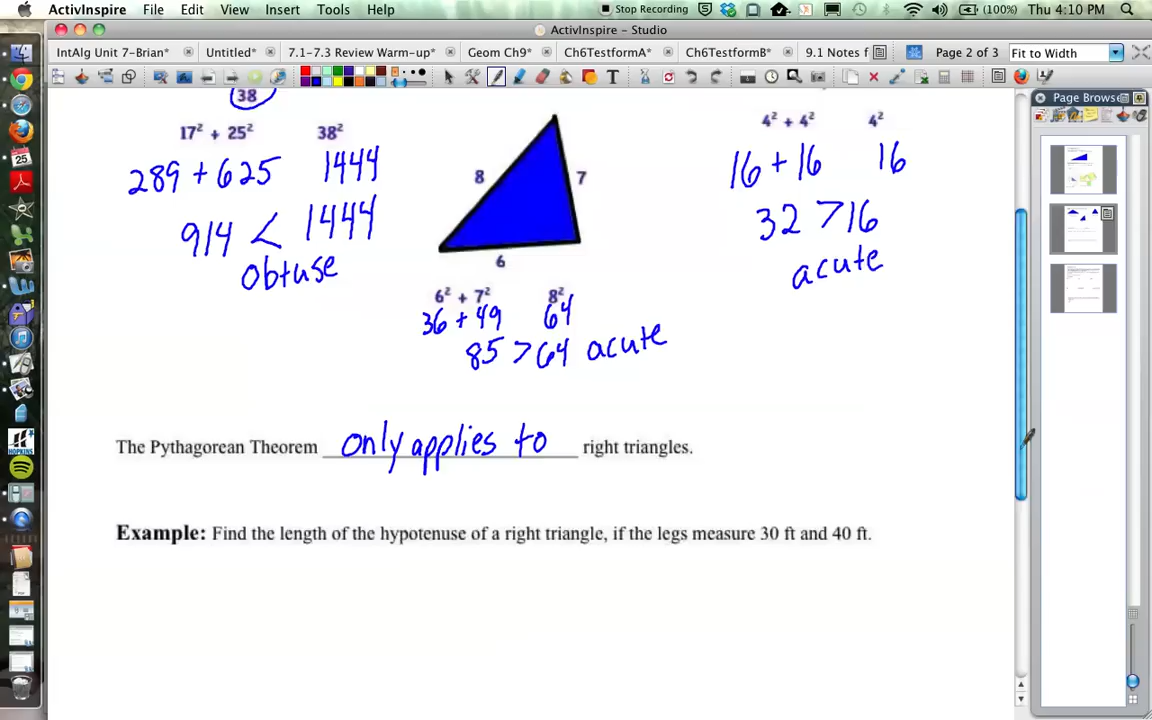 ActivInspire File Edit View Insert Tools Help Stop Recording (100%) Thu 4:10 PM
ActivInspire - Studio
IntAlg Unit 7-Brian* Untitled* 7.1-7.3 Review Warm-up* Geom Ch9* Ch6TestformA* Ch6TestformB* 9.1 Notes f Page 2 of 3 Fit to Width
Page Brows
38
17² + 25² 38²
289 + 625 1444
914 < 1444
obtuse
8 7
6
6² + 7² 8²
36 + 49 64
85 > 64 acute
4² + 4² 4²
16 + 16 16
32 > 16
acute
The Pythagorean Theorem only applies to right triangles.
Example: Find the length of the hypotenuse of a right triangle, if the legs measure 30 ft and 40 ft.